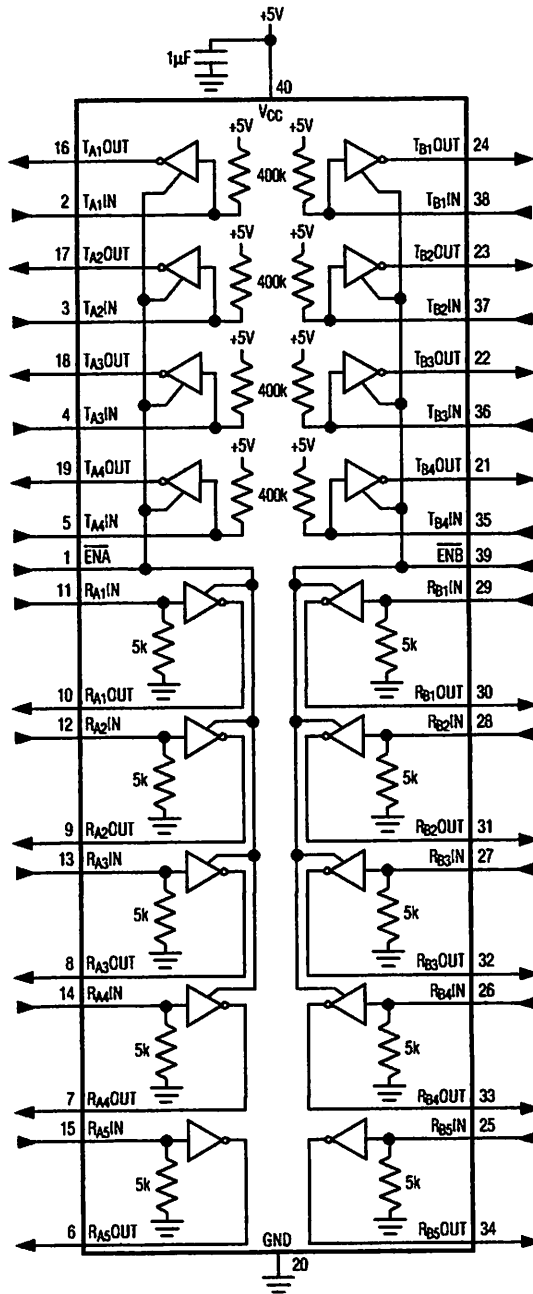 +5V
1µF
40
VCC
16 TA1OUT +5V +5V TB1OUT 24
400k
2 TA1IN TB1IN 38
17 TA2OUT +5V +5V TB2OUT 23
400k
3 TA2IN TB2IN 37
18 TA3OUT +5V +5V TB3OUT 22
400k
4 TA3IN TB3IN 36
19 TA4OUT +5V +5V TB4OUT 21
400k
5 TA4IN TB4IN 35
1 ENA ENB 39
11 RA1IN RB1IN 29
5k 5k
10 RA1OUT RB1OUT 30
12 RA2IN RB2IN 28
5k 5k
9 RA2OUT RB2OUT 31
13 RA3IN RB3IN 27
5k 5k
8 RA3OUT RB3OUT 32
14 RA4IN RB4IN 26
5k 5k
7 RA4OUT RB4OUT 33
15 RA5IN RB5IN 25
5k 5k
6 RA5OUT GND RB5OUT 34
20